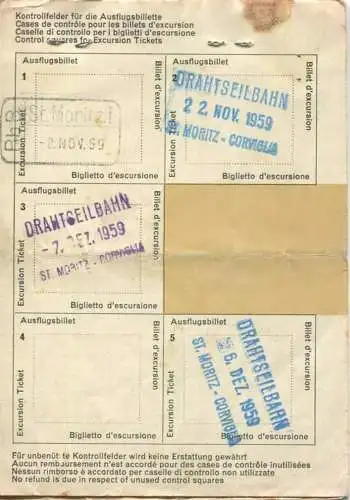 Kontrollfelder für die Ausflugsbillette
Cases de contrôle pour les billets d'excursion
Caselle di controllo per i biglietti d'escursione
Control squares for Excursion Tickets
Ausflugsbillet
1
Excursion Ticket
Billet d'excursion
Biglietto d'escursione
RhB St. Moritz 1
- 2. NOV. 59
Ausflugsbillet
2
Excursion Ticket
Billet d'excursion
Biglietto d'escursione
DRAHTSEILBAHN
22. NOV. 1959
MORITZ - CORVIGLIA
Ausflugsbillet
3
Excursion Ticket
Billet d'excursion
Biglietto d'escursione
DRAHTSEILBAHN
- 7. DEZ. 1959
ST. MORITZ - CORVIGLIA
Ausflugsbillet
4
Excursion Ticket
Billet d'excursion
Biglietto d'escursione
Ausflugsbillet
5
Excursion Ticket
Billet d'excursion
Biglietto d'escursione
DRAHTSEILBAHN
6. DEZ. 1959
ST. MORITZ - CORVIGLIA
Für unbenüt te Kontrollfelder wird keine Erstattung gewährt
Aucun remboursement n'est accordé pour des cases de contrôle inutilisées
Nessun rimborso è accordato per caselle di controllo non utilizzate
No refund is due in respect of unused control squares